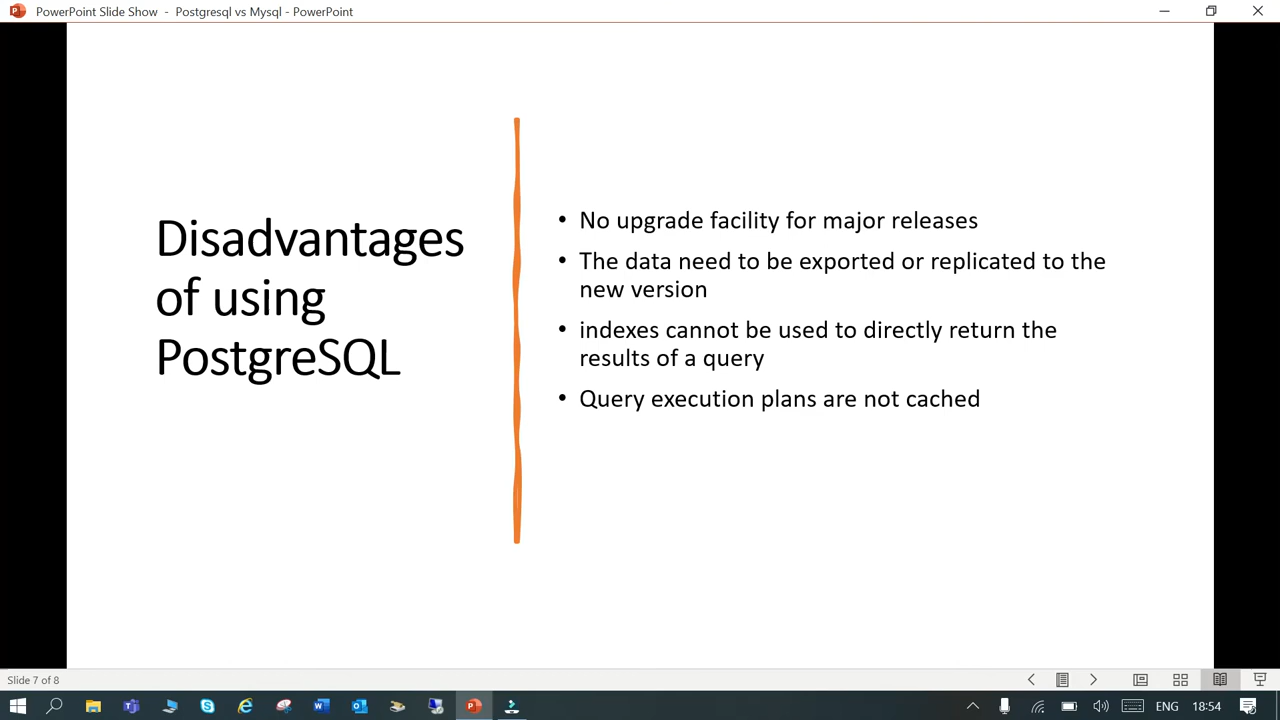 PowerPoint Slide Show - Postgresql vs Mysql - PowerPoint
Disadvantages
of using
PostgreSQL
• No upgrade facility for major releases
• The data need to be exported or replicated to the
new version
• indexes cannot be used to directly return the
results of a query
• Query execution plans are not cached
Slide 7 of 8
ENG 18:54